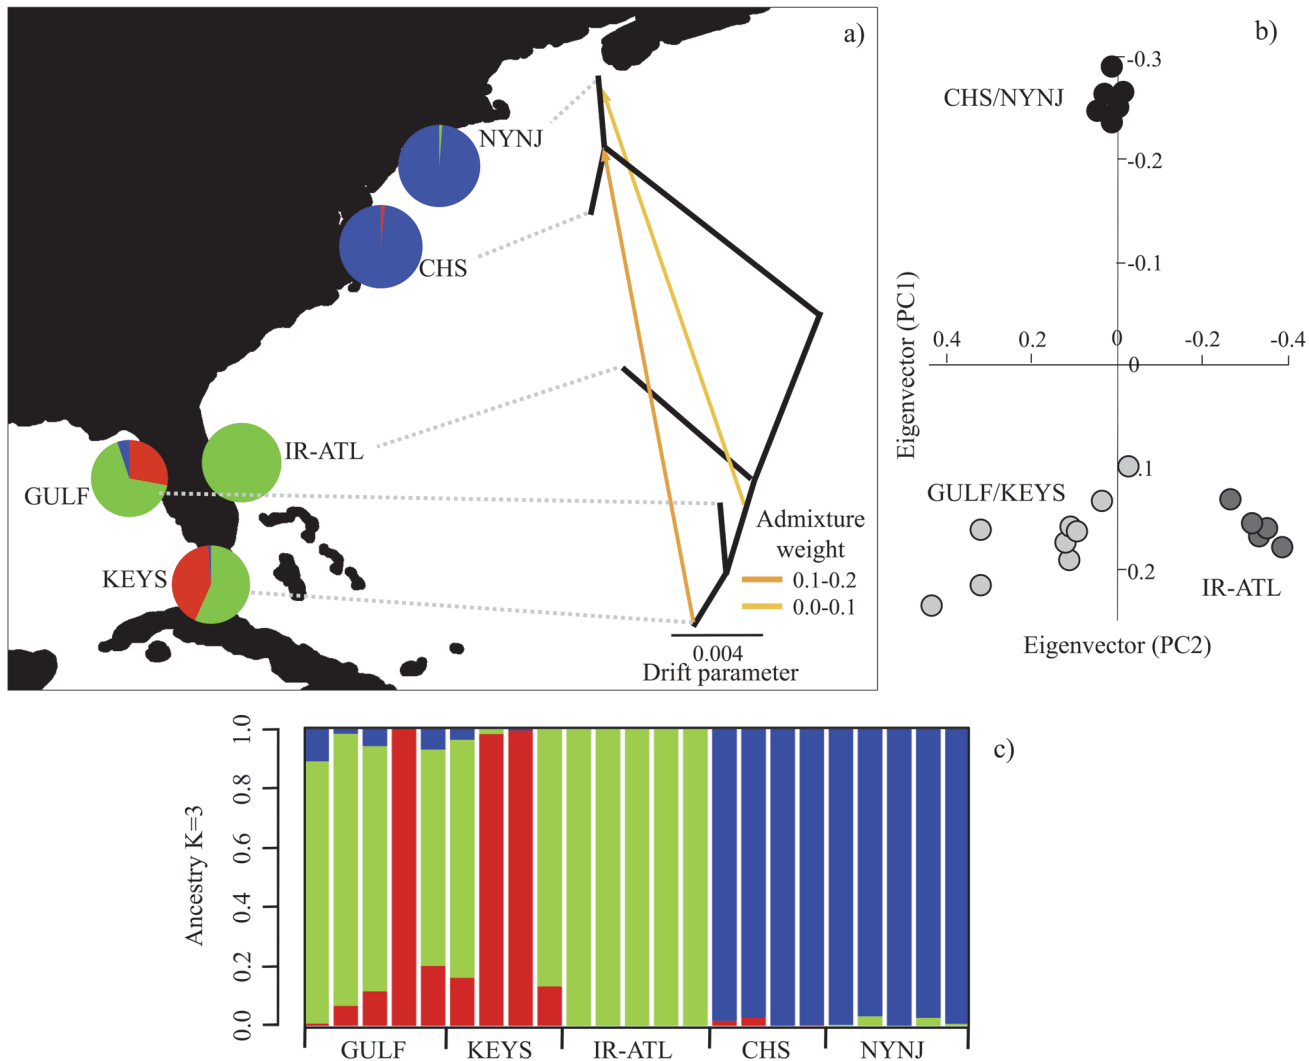 a)
NYNJ
CHS
IR-ATL
GULF
KEYS
Admixture
weight
0.1-0.2
0.0-0.1
0.004
Drift parameter
b)
-0.3
CHS/NYNJ
-0.2
-0.1
Eigenvector (PC1)
0.4 0.2 0 -0.2 -0.4
0
0.1
GULF/KEYS
0.2
IR-ATL
Eigenvector (PC2)
c)
Ancestry K=3
1.0
0.8
0.6
0.4
0.2
0.0
GULF KEYS IR-ATL CHS NYNJ